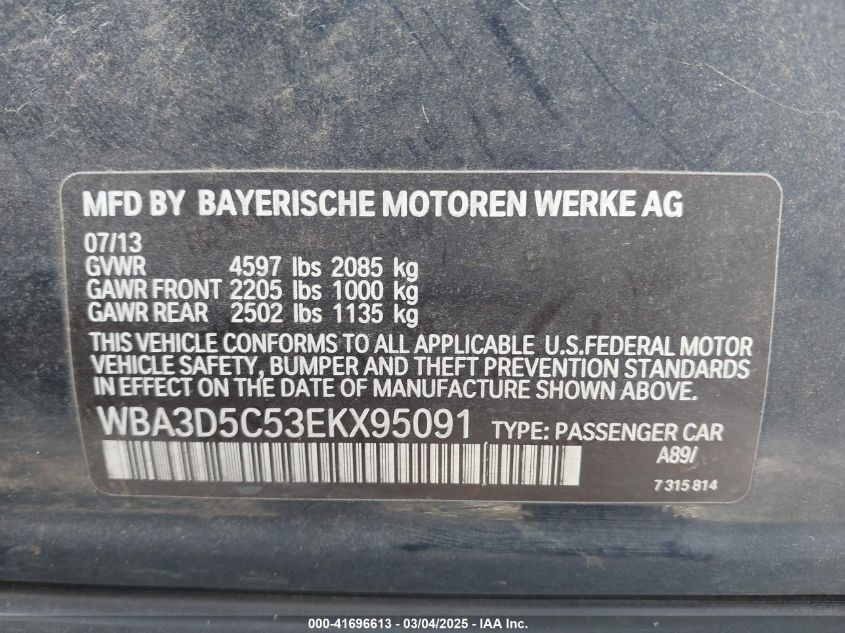 MFD BY BAYERISCHE MOTOREN WERKE AG
07/13
GVWR 4597 lbs 2085 kg
GAWR FRONT 2205 lbs 1000 kg
GAWR REAR 2502 lbs 1135 kg
THIS VEHICLE CONFORMS TO ALL APPLICABLE U.S.FEDERAL MOTOR
VEHICLE SAFETY, BUMPER AND THEFT PREVENTION STANDARDS
IN EFFECT ON THE DATE OF MANUFACTURE SHOWN ABOVE.
WBA3D5C53EKX95091 TYPE: PASSENGER CAR
A89/
7 315 814
000-41696613 - 03/04/2025 - IAA Inc.